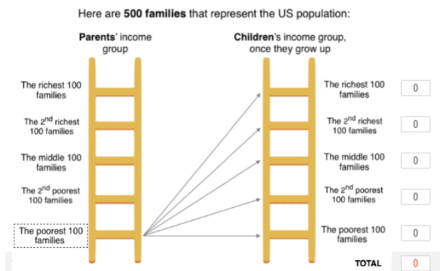 Here are 500 families that represent the US population:
Parents' income
group
Children's income group,
once they grow up
The richest 100
families
The richest 100
families
0
The 2nd richest
100 families
The 2nd richest
100 families
0
The middle 100
families
The middle 100
families
0
The 2nd poorest
100 families
The 2nd poorest
100 families
0
The poorest 100
families
The poorest 100
families
0
TOTAL
0